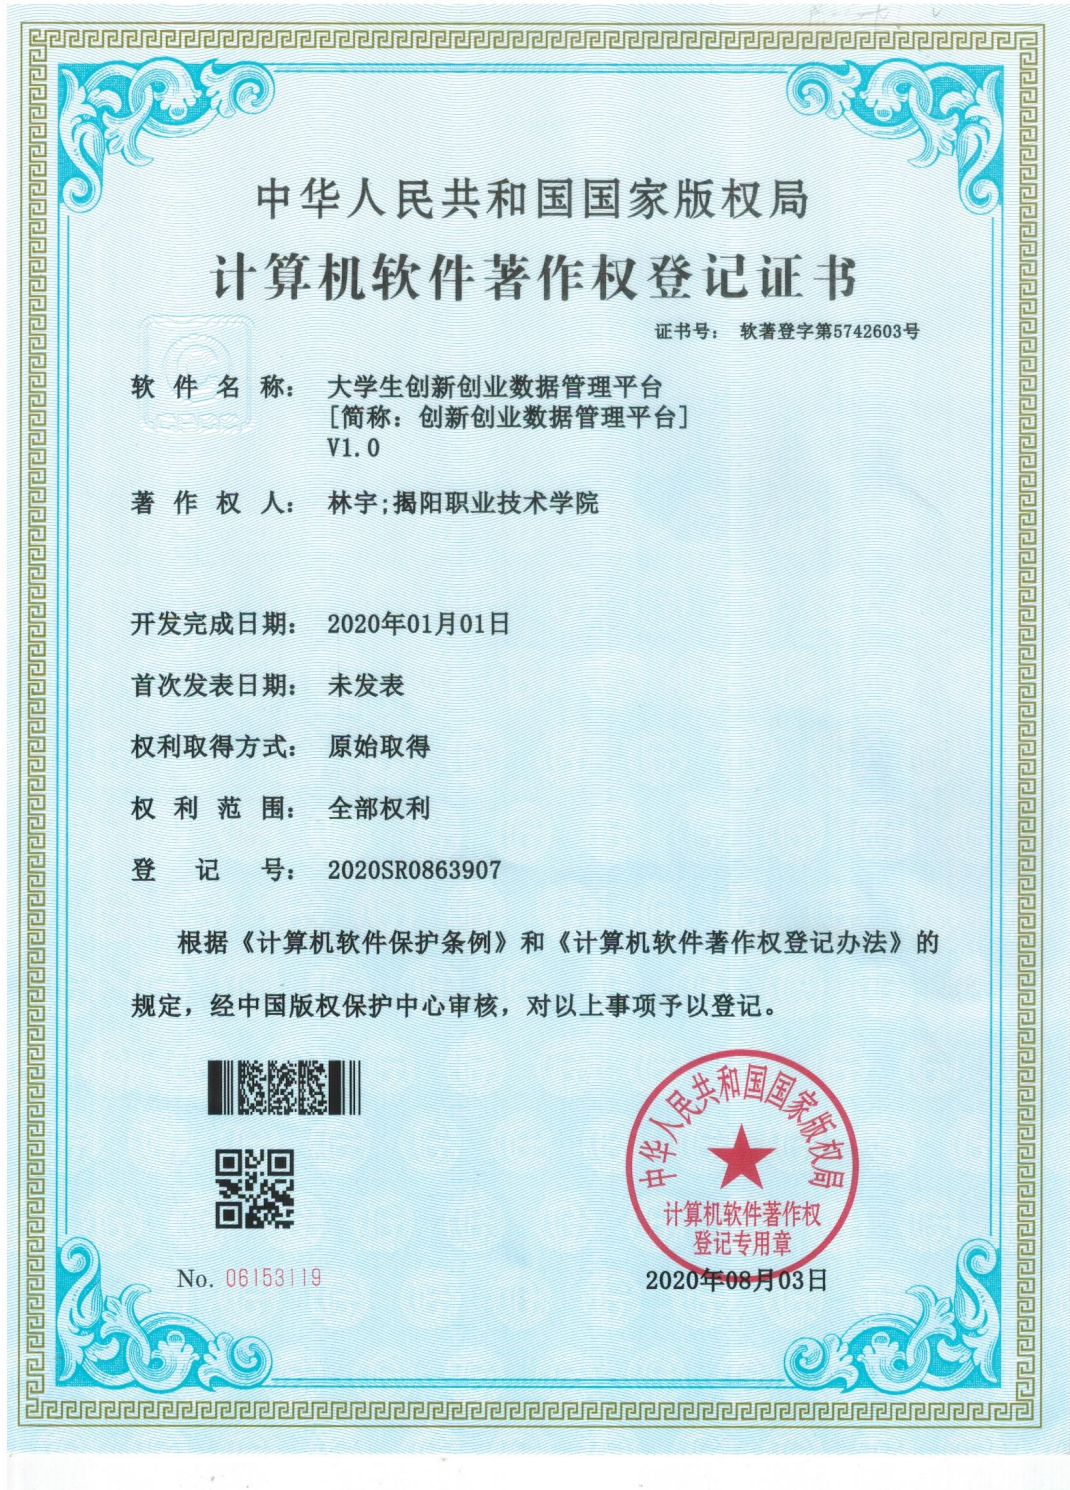 中华人民共和国国家版权局
计算机软件著作权登记证书
证书号： 软著登字第5742603号
软件名称： 大学生创新创业数据管理平台
[简称：创新创业数据管理平台]
V1.0
著作权人： 林宇;揭阳职业技术学院
开发完成日期： 2020年01月01日
首次发表日期： 未发表
权利取得方式： 原始取得
权利范围： 全部权利
登记号： 2020SR0863907
根据《计算机软件保护条例》和《计算机软件著作权登记办法》的
规定，经中国版权保护中心审核，对以上事项予以登记。
中华人民共和国国家版权局
计算机软件著作权
登记专用章
No. 06153119
2020年08月03日